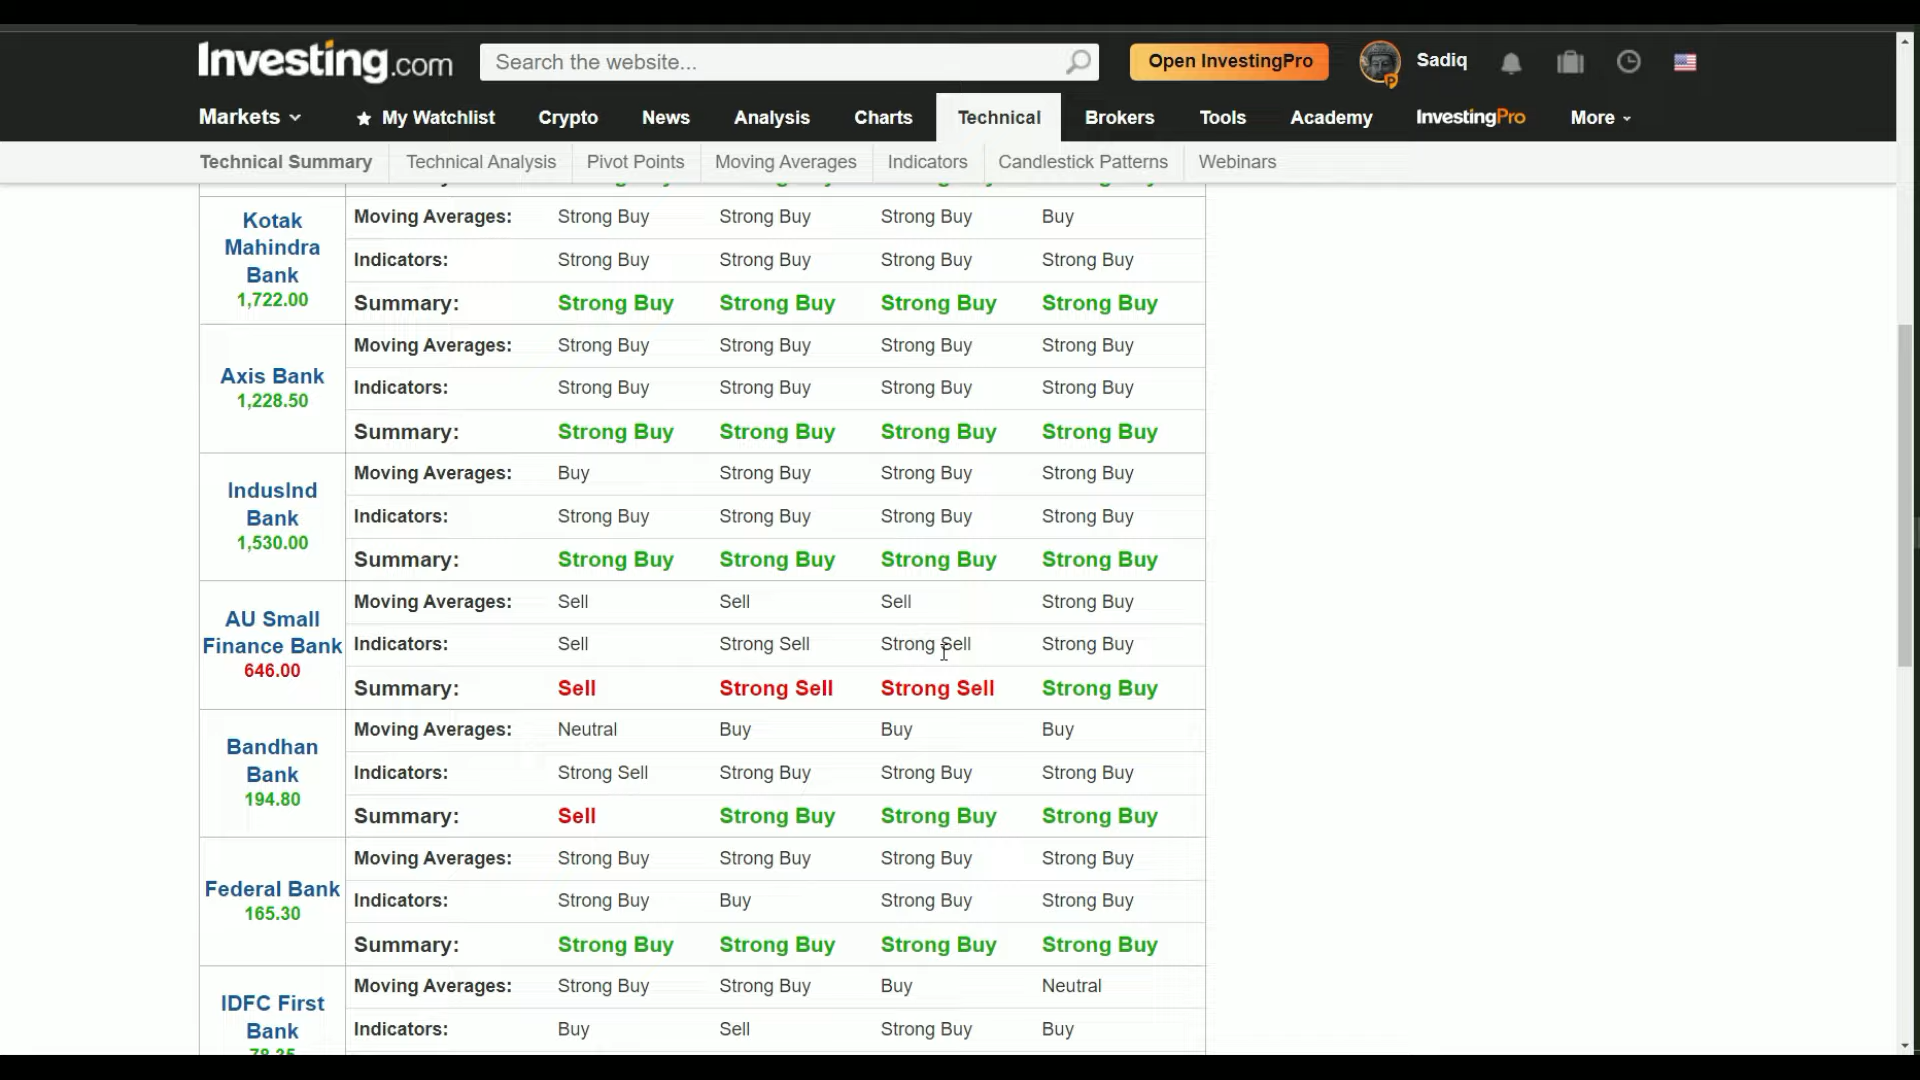 Investing.com
Search the website...
Open InvestingPro
Sadiq
Markets
My Watchlist
Crypto
News
Analysis
Charts
Technical
Brokers
Tools
Academy
InvestingPro
More
Technical Summary
Technical Analysis
Pivot Points
Moving Averages
Indicators
Candlestick Patterns
Webinars
Kotak
Mahindra
Bank
1,722.00
Moving Averages: Strong Buy Strong Buy Strong Buy Buy
Indicators: Strong Buy Strong Buy Strong Buy Strong Buy
Summary: Strong Buy Strong Buy Strong Buy Strong Buy
Axis Bank
1,228.50
Moving Averages: Strong Buy Strong Buy Strong Buy Strong Buy
Indicators: Strong Buy Strong Buy Strong Buy Strong Buy
Summary: Strong Buy Strong Buy Strong Buy Strong Buy
IndusInd
Bank
1,530.00
Moving Averages: Buy Strong Buy Strong Buy Strong Buy
Indicators: Strong Buy Strong Buy Strong Buy Strong Buy
Summary: Strong Buy Strong Buy Strong Buy Strong Buy
AU Small
Finance Bank
646.00
Moving Averages: Sell Sell Sell Strong Buy
Indicators: Sell Strong Sell Strong Sell Strong Buy
Summary: Sell Strong Sell Strong Sell Strong Buy
Bandhan
Bank
194.80
Moving Averages: Neutral Buy Buy Buy
Indicators: Strong Sell Strong Buy Strong Buy Strong Buy
Summary: Sell Strong Buy Strong Buy Strong Buy
Federal Bank
165.30
Moving Averages: Strong Buy Strong Buy Strong Buy Strong Buy
Indicators: Strong Buy Buy Strong Buy Strong Buy
Summary: Strong Buy Strong Buy Strong Buy Strong Buy
IDFC First
Bank
Moving Averages: Strong Buy Strong Buy Buy Neutral
Indicators: Buy Sell Strong Buy Buy